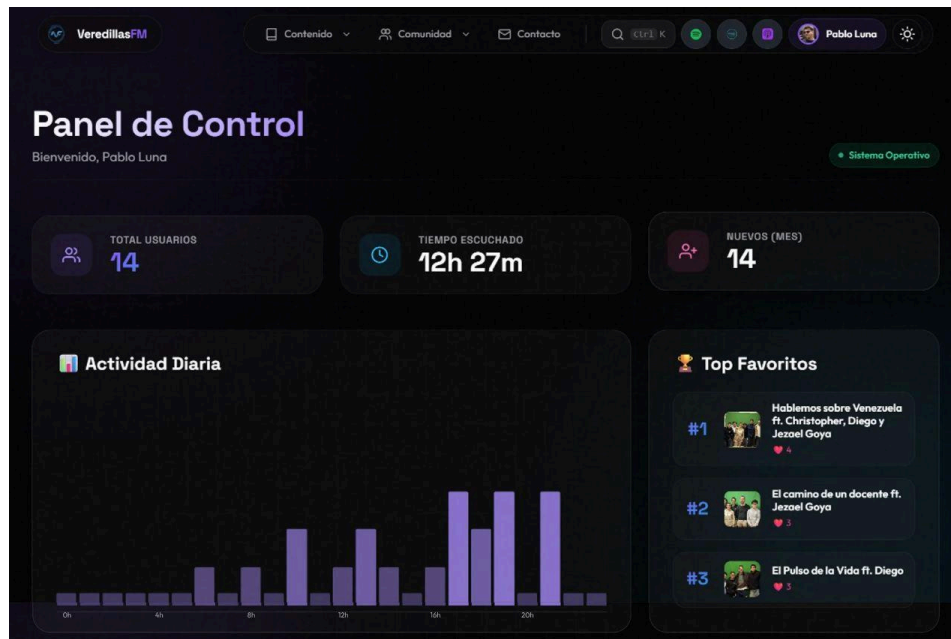 VeredillasFM
Contenido
Comunidad
Contacto
Ctrl K
Pablo Luna
Panel de Control
Bienvenido, Pablo Luna
Sistema Operativo
TOTAL USUARIOS
14
TIEMPO ESCUCHADO
12h 27m
NUEVOS (MES)
14
Actividad Diaria
0h 4h 8h 12h 16h 20h
Top Favoritos
#1
Hablemos sobre Venezuela
ft. Christopher, Diego y
Jezael Goya
4
#2
El camino de un docente ft.
Jezael Goya
3
#3
El Pulso de la Vida ft. Diego
3